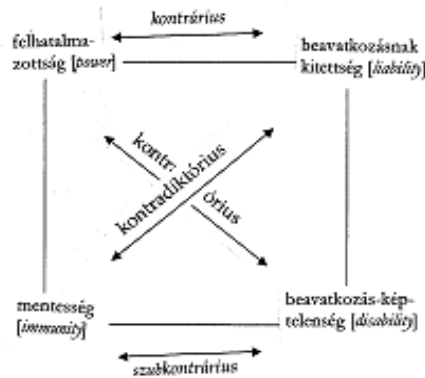 kontrárius
felhatalma-
zottság [power]
beavatkozásnak
kitettség [liability]
kontr:
kontradiktórius
órius
mentesség
[immunity]
beavatkozás-kép-
telenség [disability]
szubkontrárius